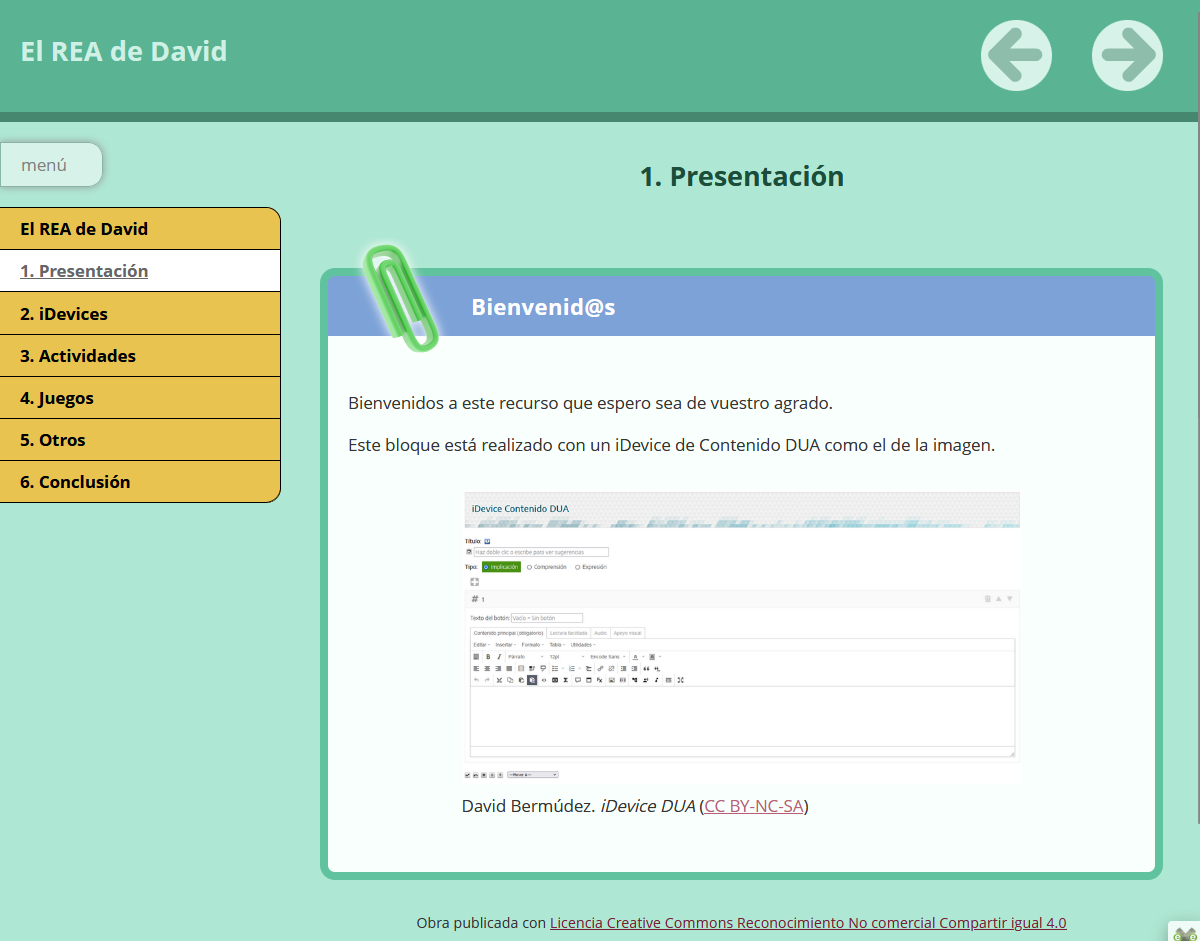 El REA de David
menú
1. Presentación
El REA de David
1. Presentación
2. iDevices
3. Actividades
4. Juegos
5. Otros
6. Conclusión
Bienvenid@s
Bienvenidos a este recurso que espero sea de vuestro agrado.
Este bloque está realizado con un iDevice de Contenido DUA como el de la imagen.
iDevice Contenido DUA
Título:
Haz doble clic o escribe para ver sugerencias
Tipo: Implicación Comprensión Expresión
# 1
Texto del botón: Vacío = Sin botón
Contenido principal (obligatorio) Lectura facilitada Audio Apoyo visual
Editar Insertar Formato Tabla Utilidades
Párrafo 12pt Encode Sans
David Bermúdez. iDevice DUA (CC BY-NC-SA)
Obra publicada con Licencia Creative Commons Reconocimiento No comercial Compartir igual 4.0